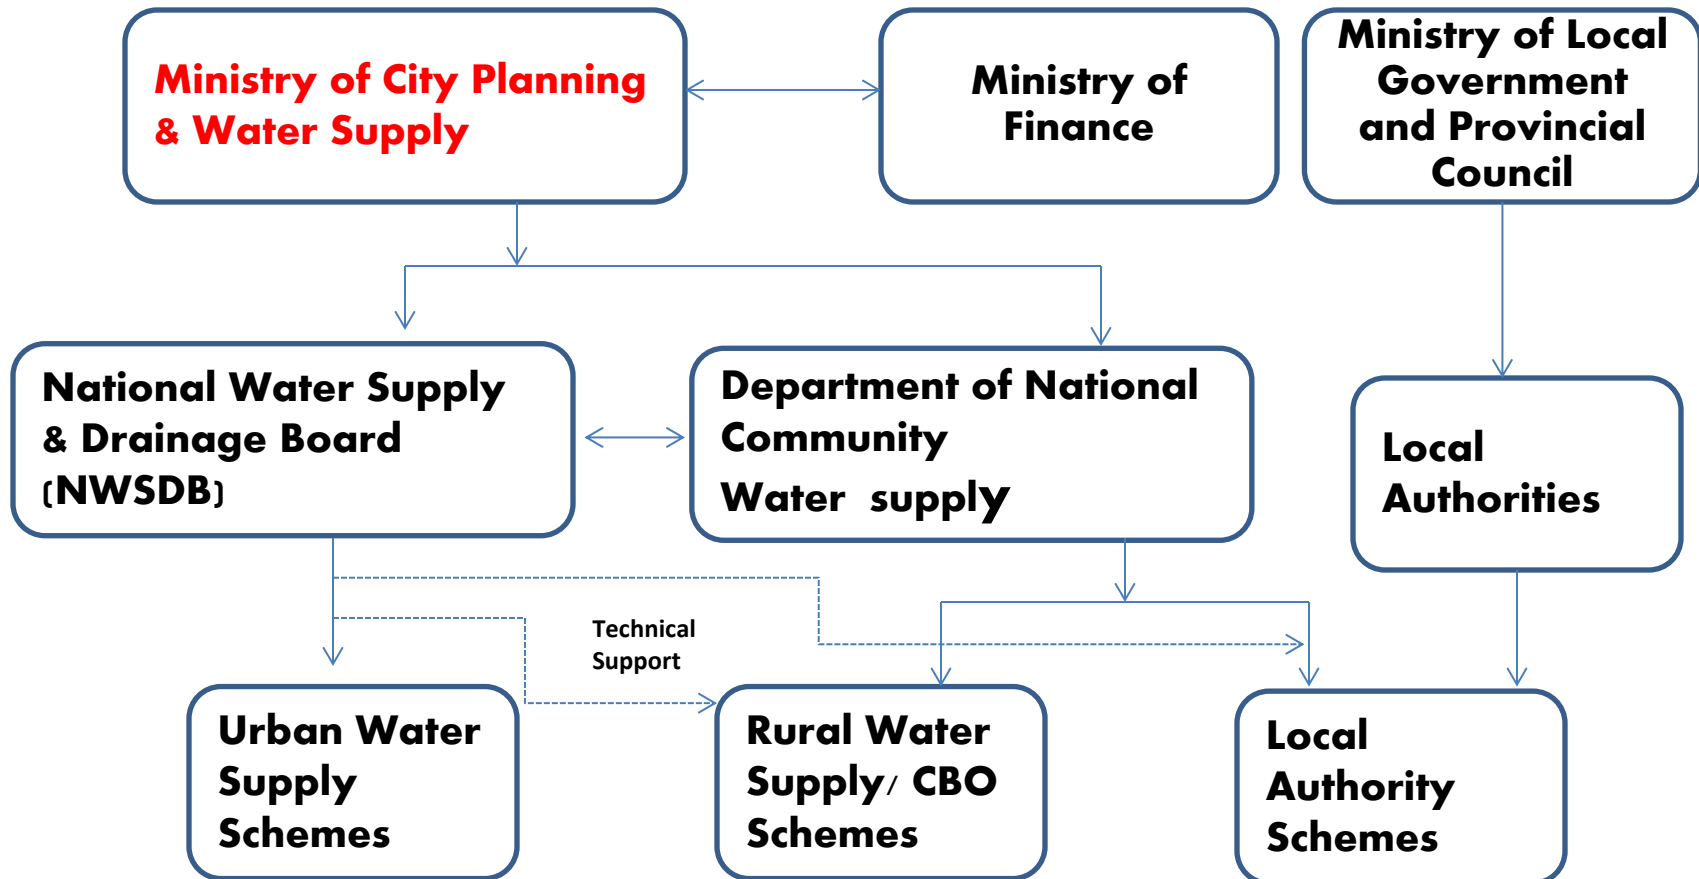 Ministry of City Planning
& Water Supply
Ministry of
Finance
Ministry of Local
Government
and Provincial
Council
National Water Supply
& Drainage Board
(NWSDB)
Department of National
Community
Water supply
Local
Authorities
Technical
Support
Urban Water
Supply
Schemes
Rural Water
Supply/ CBO
Schemes
Local
Authority
Schemes